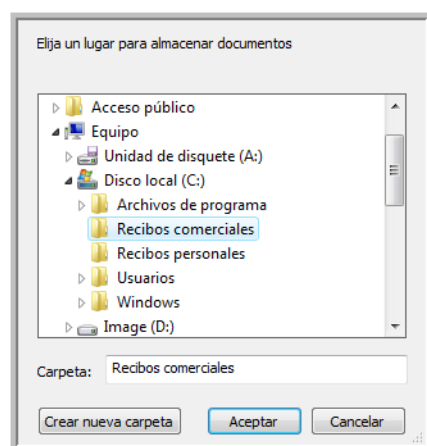 Elija un lugar para almacenar documentos
Acceso público
Equipo
Unidad de disquete (A:)
Disco local (C:)
Archivos de programa
Recibos comerciales
Recibos personales
Usuarios
Windows
Image (D:)
Carpeta: Recibos comerciales
Crear nueva carpeta Aceptar Cancelar